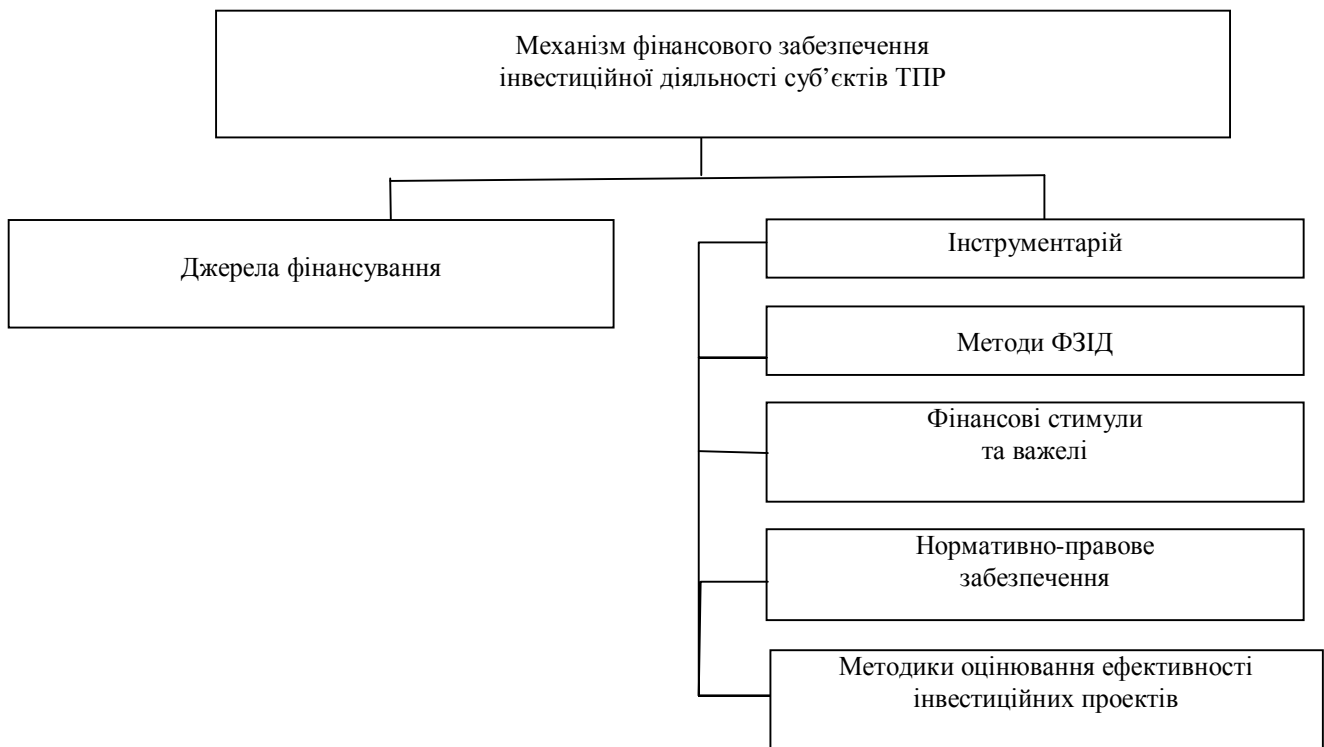 Механізм фінансового забезпечення
інвестиційної діяльності суб’єктів ТПР
Джерела фінансування
Інструментарій
Методи ФЗІД
Фінансові стимули
та важелі
Нормативно-правове
забезпечення
Методики оцінювання ефективності
інвестиційних проектів